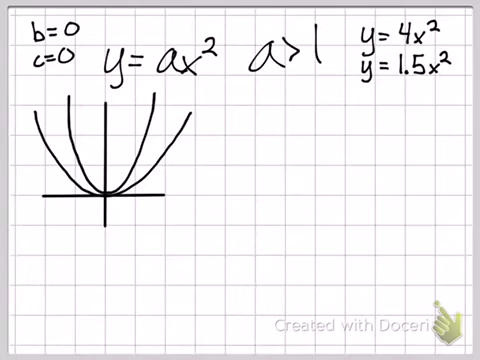 b=0
c=0
y=ax²
a>1
y=4x²
y=1.5x²
Created with Doceri